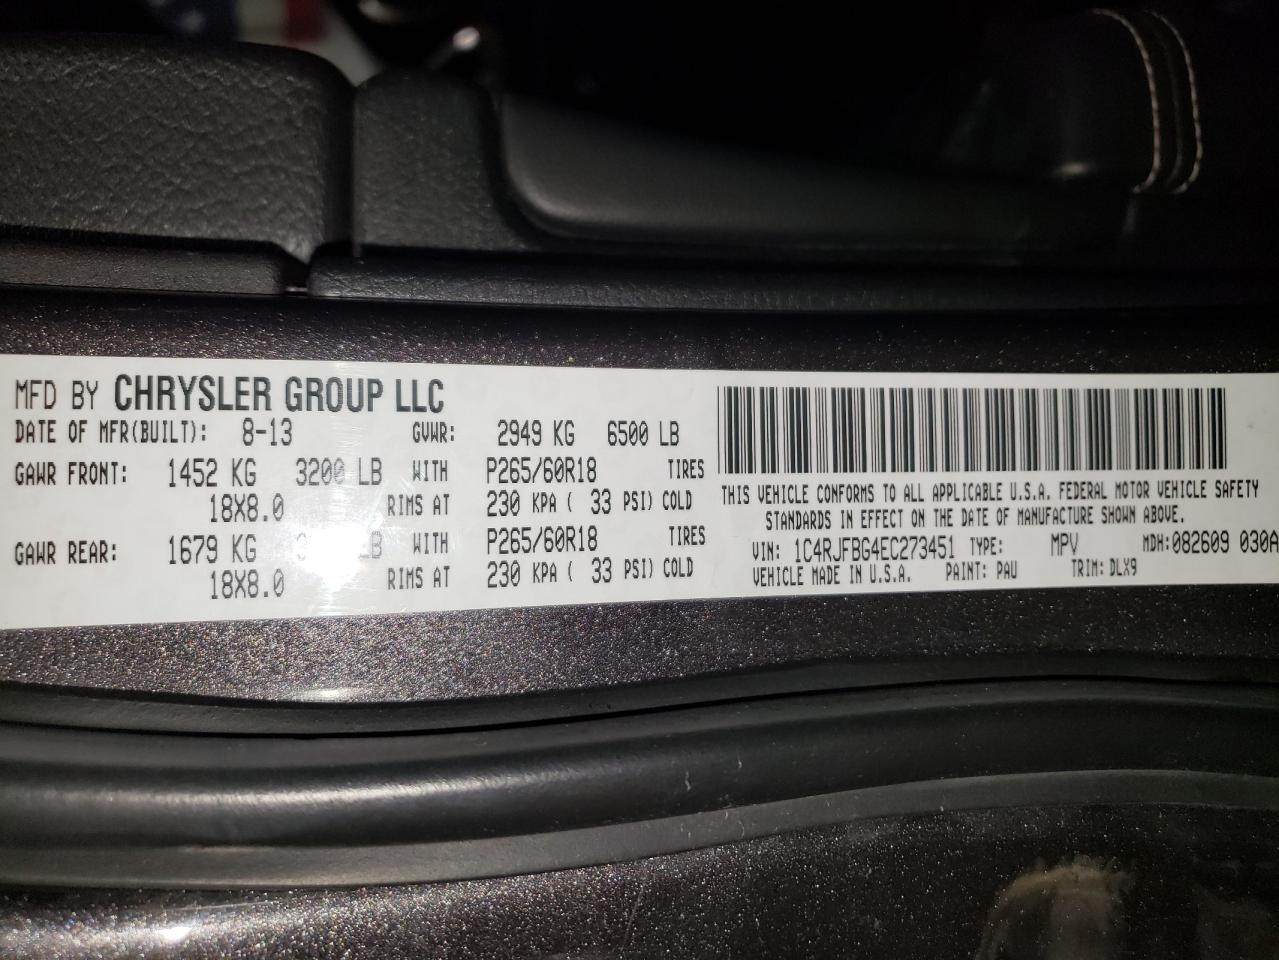 MFD BY CHRYSLER GROUP LLC
DATE OF MFR(BUILT): 8-13 GVWR: 2949 KG 6500 LB
GAWR FRONT: 1452 KG 3200 LB WITH P265/60R18 TIRES
18X8.0 RIMS AT 230 KPA ( 33 PSI) COLD
GAWR REAR: 1679 KG LB WITH P265/60R18 TIRES
18X8.0 RIMS AT 230 KPA ( 33 PSI) COLD
THIS VEHICLE CONFORMS TO ALL APPLICABLE U.S.A. FEDERAL MOTOR VEHICLE SAFETY
STANDARDS IN EFFECT ON THE DATE OF MANUFACTURE SHOWN ABOVE.
VIN: 1C4RJFBG4EC273451 TYPE: MPV MDH: 082609 030A
VEHICLE MADE IN U.S.A. PAINT: PAU TRIM: DLX9